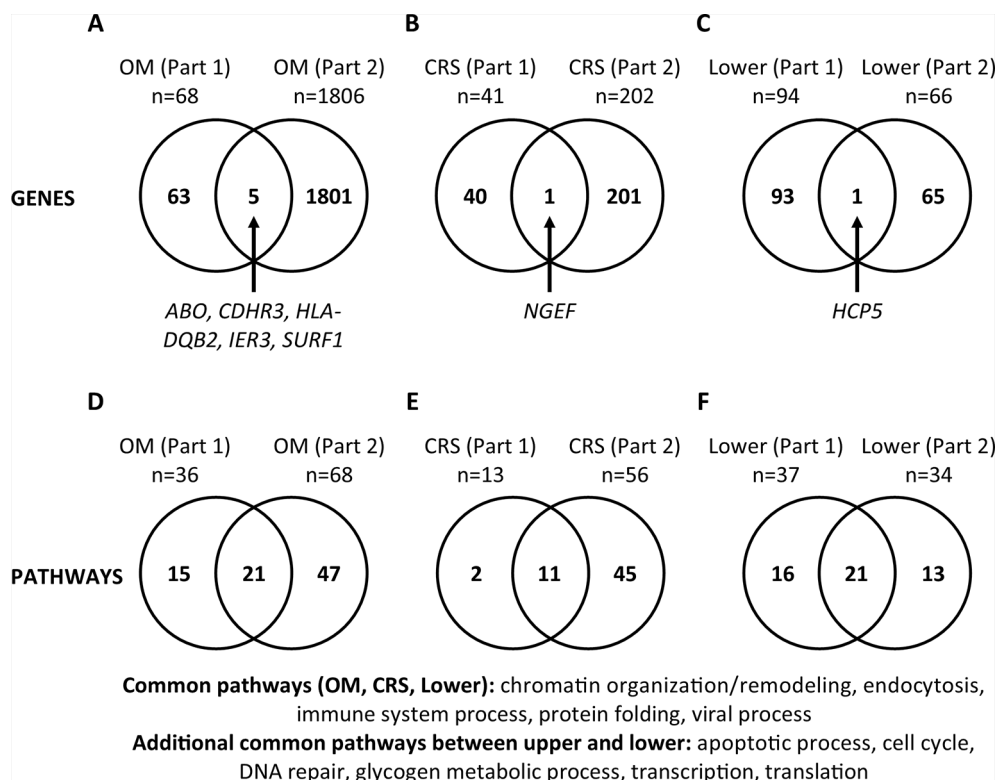 A
B
C
OM (Part 1)
n=68
OM (Part 2)
n=1806
CRS (Part 1)
n=41
CRS (Part 2)
n=202
Lower (Part 1)
n=94
Lower (Part 2)
n=66
GENES
63
5
1801
40
1
201
93
1
65
ABO, CDHR3, HLA-
DQB2, IER3, SURF1
NGEF
HCP5
D
E
F
OM (Part 1)
n=36
OM (Part 2)
n=68
CRS (Part 1)
n=13
CRS (Part 2)
n=56
Lower (Part 1)
n=37
Lower (Part 2)
n=34
PATHWAYS
15
21
47
2
11
45
16
21
13
Common pathways (OM, CRS, Lower): chromatin organization/remodeling, endocytosis,
immune system process, protein folding, viral process
Additional common pathways between upper and lower: apoptotic process, cell cycle,
DNA repair, glycogen metabolic process, transcription, translation